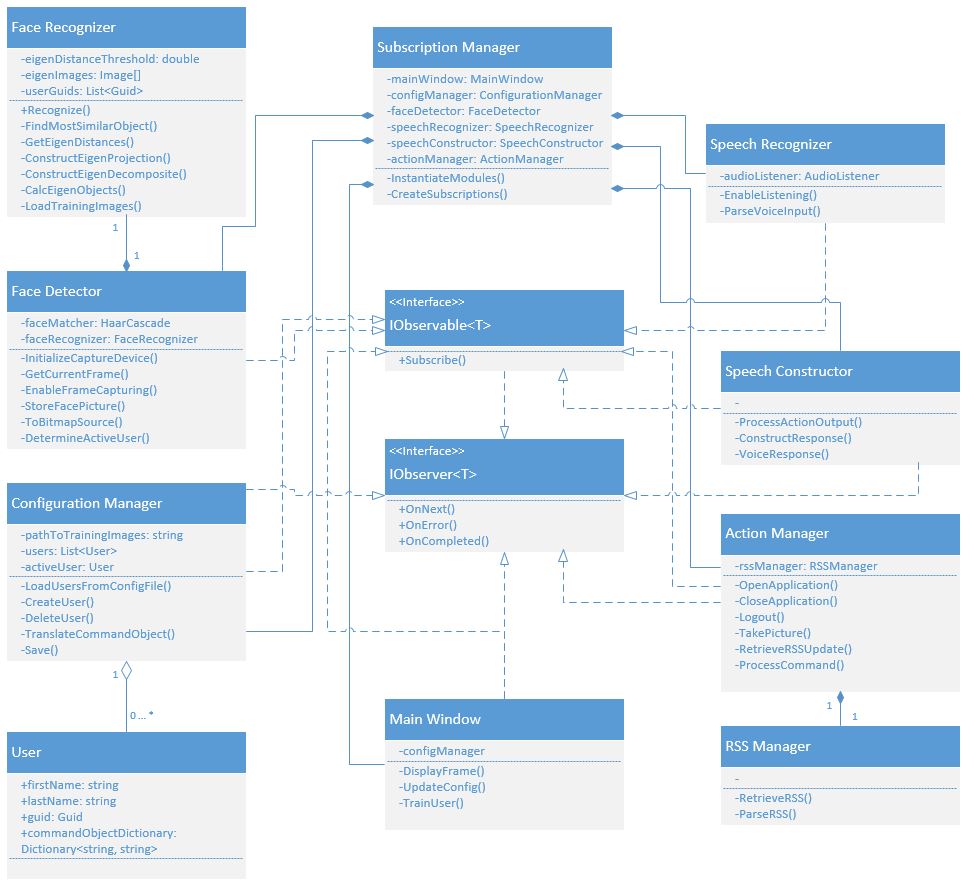 Face Recognizer
-eigenDistanceThreshold: double
-eigenImages: Image[]
-userGuids: List<Guid>
+Recognize()
-FindMostSimilarObject()
-GetEigenDistances()
-ConstructEigenProjection()
-ConstructEigenDecomposite()
-CalcEigenObjects()
-LoadTrainingImages()
1
1
Face Detector
-faceMatcher: HaarCascade
-faceRecognizer: FaceRecognizer
-InitializeCaptureDevice()
-GetCurrentFrame()
-EnableFrameCapturing()
-StoreFacePicture()
-ToBitmapSource()
-DetermineActiveUser()
Configuration Manager
-pathToTrainingImages: string
-users: List<User>
-activeUser: User
-LoadUsersFromConfigFile()
-CreateUser()
-DeleteUser()
-TranslateCommandObject()
-Save()
1
0... *
User
+firstName: string
+lastName: string
+guid: Guid
+commandObjectDictionary:
Dictionary<string, string>
Subscription Manager
-mainWindow: MainWindow
-configManager: ConfigurationManager
-faceDetector: FaceDetector
-speechRecognizer: SpeechRecognizer
-speechConstructor: SpeechConstructor
-actionManager: ActionManager
-InstantiateModules()
-CreateSubscriptions()
<<Interface>>
IObservable<T>
+Subscribe()
<<Interface>>
IObserver<T>
+OnNext()
+OnError()
+OnCompleted()
Main Window
-configManager
-DisplayFrame()
-UpdateConfig()
-TrainUser()
Speech Recognizer
-audioListener: AudioListener
-EnableListening()
-ParseVoiceInput()
Speech Constructor
-
-ProcessActionOutput()
-ConstructResponse()
-VoiceResponse()
Action Manager
-rssManager: RSSManager
-OpenApplication()
-CloseApplication()
-Logout()
-TakePicture()
-RetrieveRSSUpdate()
-ProcessCommand()
1
1
RSS Manager
-
-RetrieveRSS()
-ParseRSS()